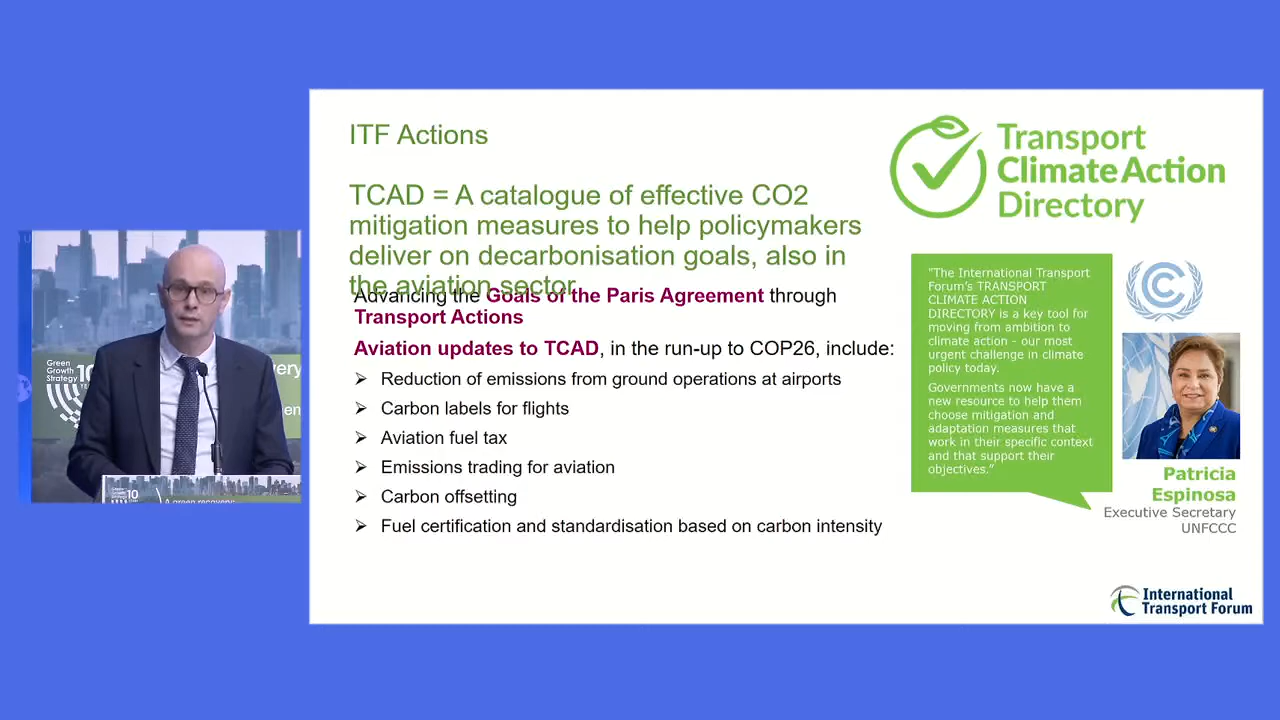 ITF Actions
TCAD = A catalogue of effective CO2
mitigation measures to help policymakers
deliver on decarbonisation goals, also in
the aviation sector.
Advancing the Goals of the Paris Agreement through
Transport Actions
Aviation updates to TCAD, in the run-up to COP26, include:
Reduction of emissions from ground operations at airports
Carbon labels for flights
Aviation fuel tax
Emissions trading for aviation
Carbon offsetting
Fuel certification and standardisation based on carbon intensity
Transport
Climate Action
Directory
"The International Transport
Forum's TRANSPORT
CLIMATE ACTION
DIRECTORY is a key tool for
moving from ambition to
climate action - our most
urgent challenge in climate
policy today.
Governments now have a
new resource to help them
choose mitigation and
adaptation measures that
work in their specific context
and that support their
objectives."
Patricia
Espinosa
Executive Secretary
UNFCCC
International
Transport Forum
Green
Growth
Strategy
10
A green recovery:
10